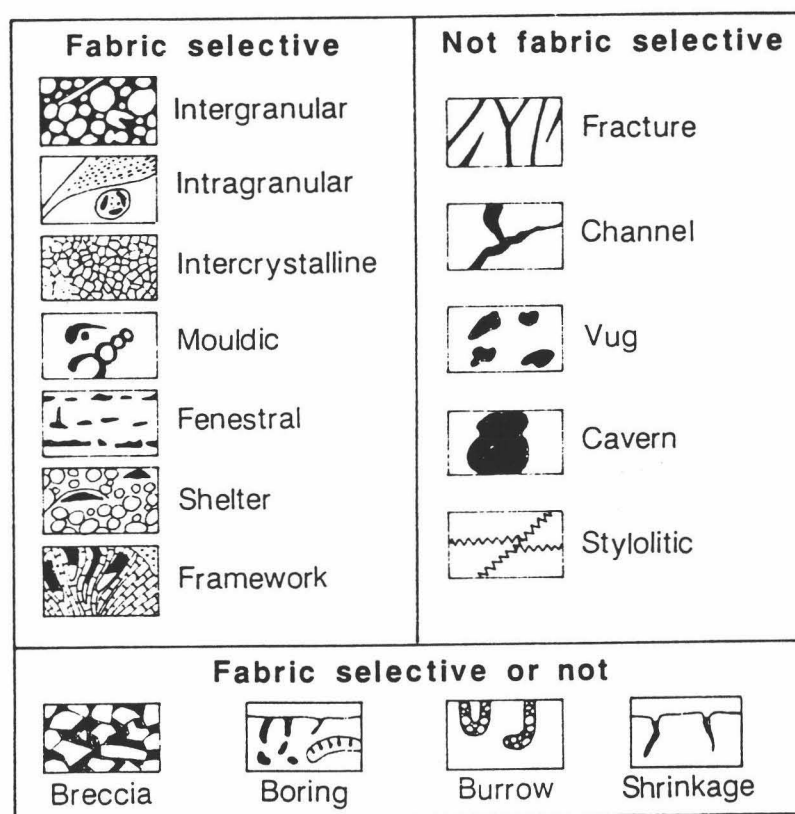 Fabric selective
Intergranular
Intragranular
Intercrystalline
Mouldic
Fenestral
Shelter
Framework
Not fabric selective
Fracture
Channel
Vug
Cavern
Stylolitic
Fabric selective or not
Breccia
Boring
Burrow
Shrinkage